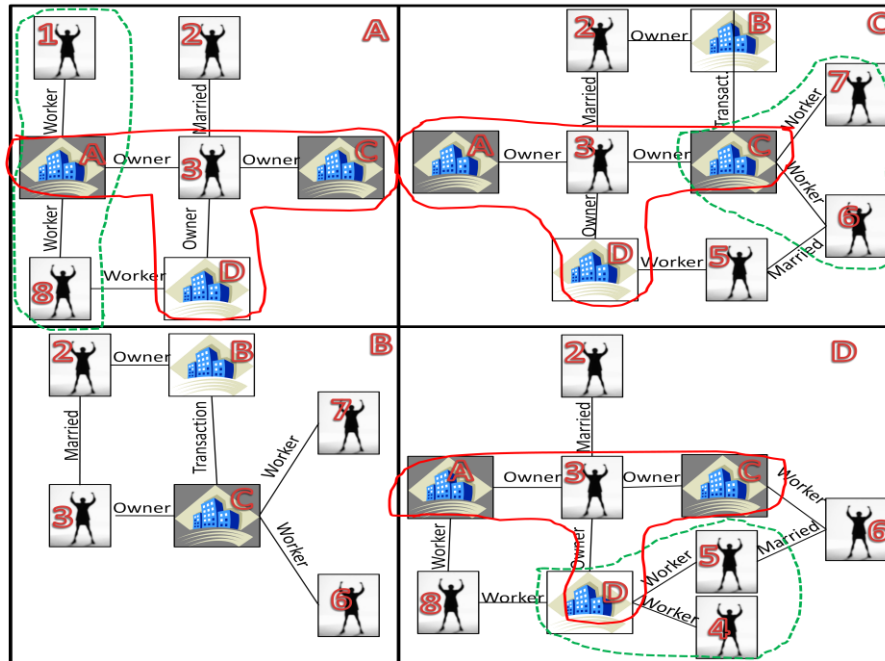 1
2
A
Worker
Married
A
Owner
3
Owner
C
Worker
Owner
8
Worker
D
2
Owner
B
C
Married
Transact.
Worker
7
A
Owner
3
Owner
C
Worker
6
Owner
D
Worker
5
Married
2
Owner
B
B
Married
Transaction
Worker
7
3
Owner
C
Worker
6
2
D
Married
A
Owner
3
Owner
C
Worker
Worker
Owner
Worker
5
Married
6
8
Worker
D
Worker
4